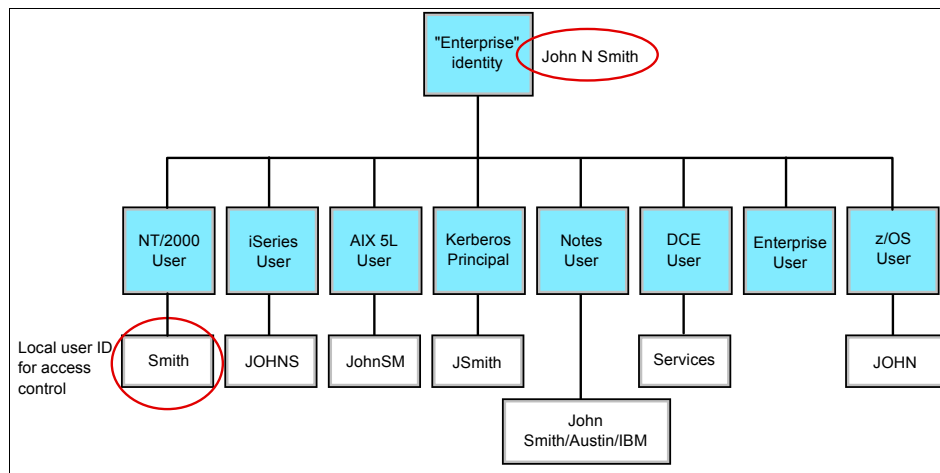 "Enterprise"
identity
John N Smith
NT/2000
User
iSeries
User
AIX 5L
User
Kerberos
Principal
Notes
User
DCE
User
Enterprise
User
z/OS
User
Local user ID
for access
control
Smith
JOHNS
JohnSM
JSmith
Services
JOHN
John
Smith/Austin/IBM